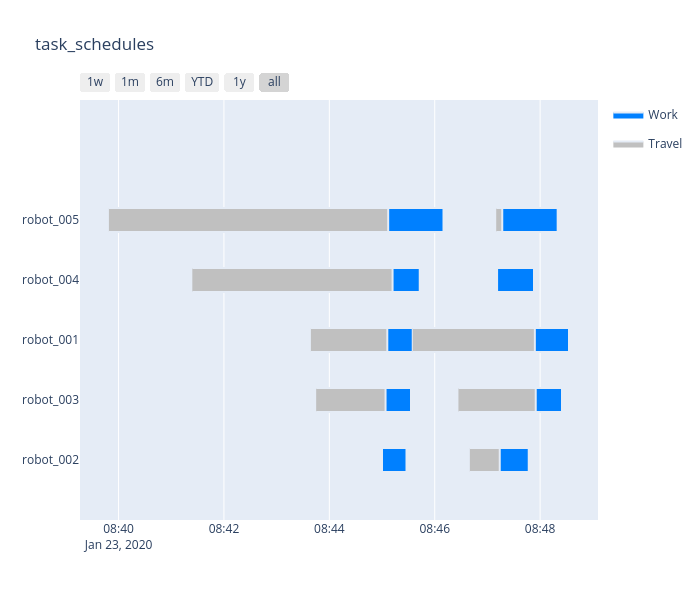 task_schedules
1w 1m 6m YTD 1y all
Work
Travel
robot_005
robot_004
robot_001
robot_003
robot_002
08:40 08:42 08:44 08:46 08:48
Jan 23, 2020